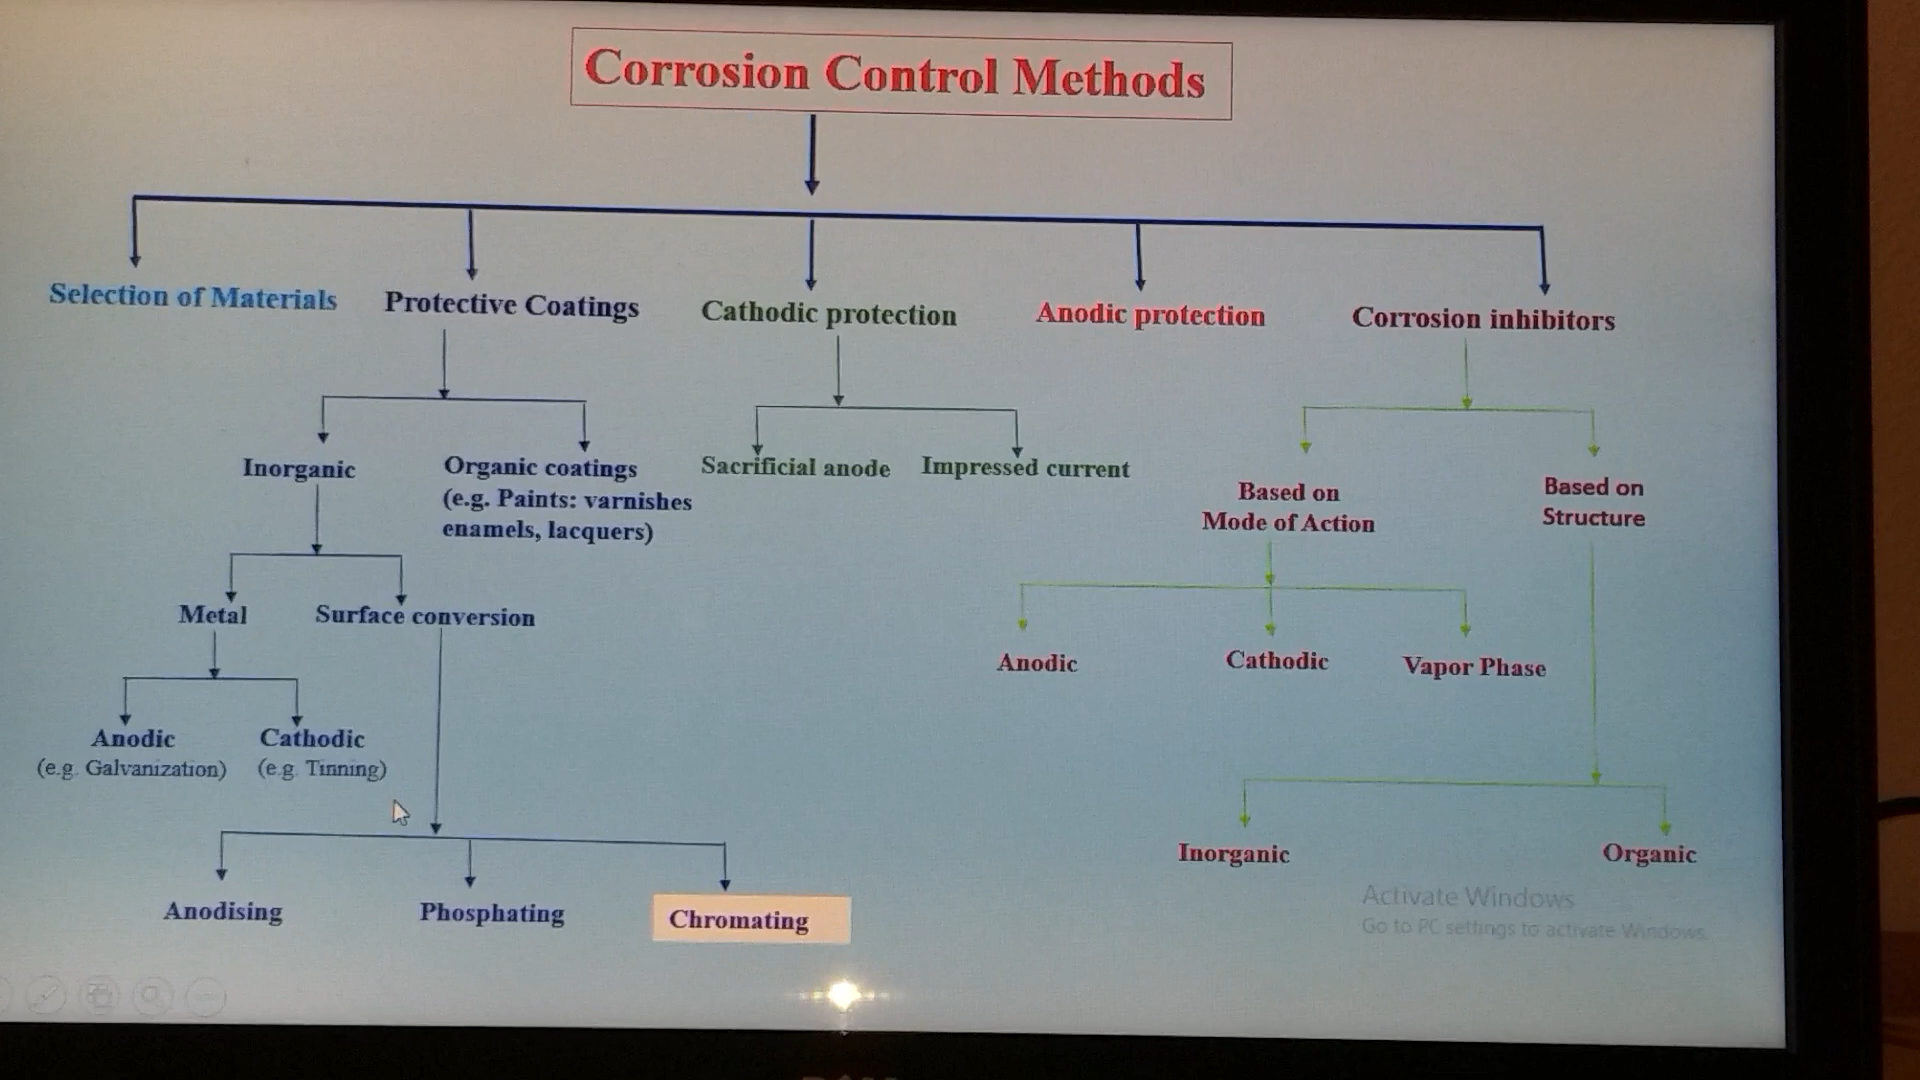 Corrosion Control Methods
Selection of Materials
Protective Coatings
Cathodic protection
Anodic protection
Corrosion inhibitors
Inorganic
Organic coatings
(e.g. Paints: varnishes
enamels, lacquers)
Sacrificial anode
Impressed current
Based on
Mode of Action
Based on
Structure
Metal
Surface conversion
Anodic
Cathodic
Vapor Phase
Anodic
(e.g. Galvanization)
Cathodic
(e.g. Tinning)
Inorganic
Organic
Anodising
Phosphating
Chromating
Activate Windows
Go to PC settings to activate Windows.